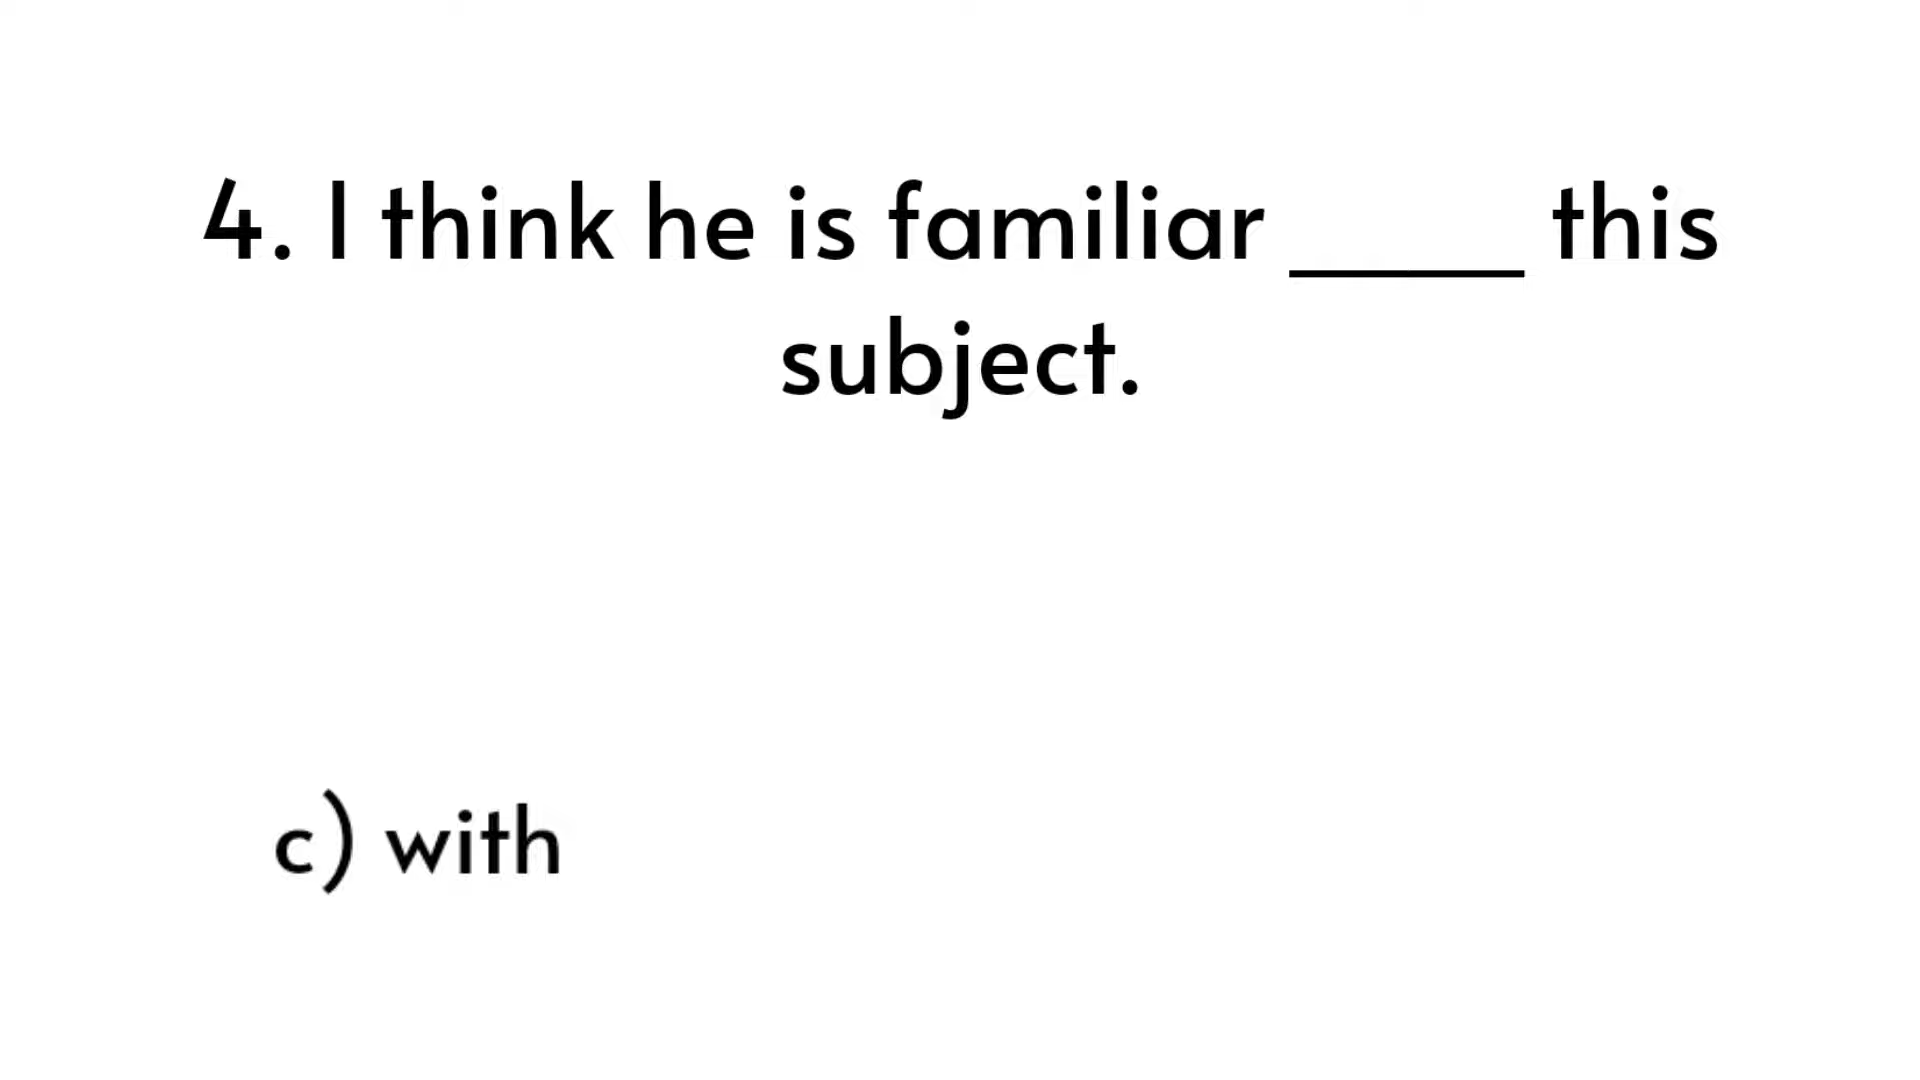 4. I think he is familiar _____ this
subject.
c) with